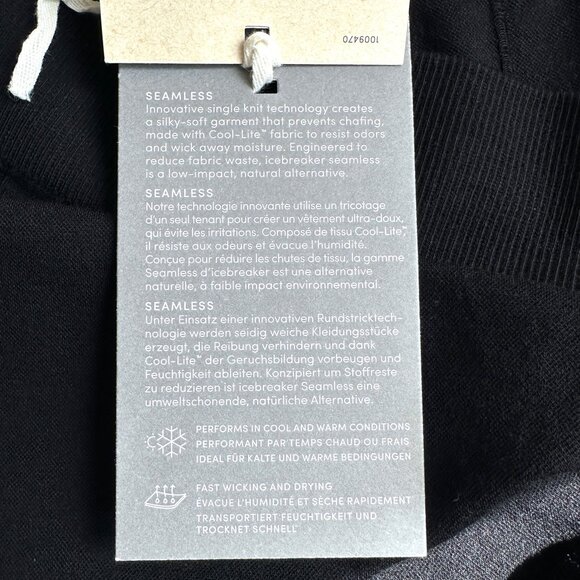 1009470
SEAMLESS
Innovative single knit technology creates
a silky-soft garment that prevents chafing,
made with Cool-Lite™ fabric to resist odors
and wick away moisture. Engineered to
reduce fabric waste, icebreaker seamless
is a low-impact, natural alternative.
SEAMLESS
Notre technologie innovante utilise un tricotage
d'un seul tenant pour créer un vêtement ultra-doux,
qui évite les irritations. Composé de tissu Cool-Lite™,
il résiste aux odeurs et évacue l'humidité.
Conçue pour réduire les chutes de tissu, la gamme
Seamless d'icebreaker est une alternative
naturelle, à faible impact environnemental.
SEAMLESS
Unter Einsatz einer innovativen Rundstricktech-
nologie werden seidig weiche Kleidungsstücke
erzeugt, die Reibung verhindern und dank
Cool-Lite™ der Geruchsbildung vorbeugen und
Feuchtigkeit ableiten. Konzipiert um Stoffreste
zu reduzieren ist icebreaker Seamless eine
umweltschonende, natürliche Alternative.
PERFORMS IN COOL AND WARM CONDITIONS
PERFORMANT PAR TEMPS CHAUD OU FRAIS
IDEAL FÜR KALTE UND WARME BEDINGUNGEN
FAST WICKING AND DRYING
ÉVACUE L'HUMIDITÉ ET SÈCHE RAPIDEMENT
TRANSPORTIERT FEUCHTIGKEIT UND
TROCKNET SCHNELL